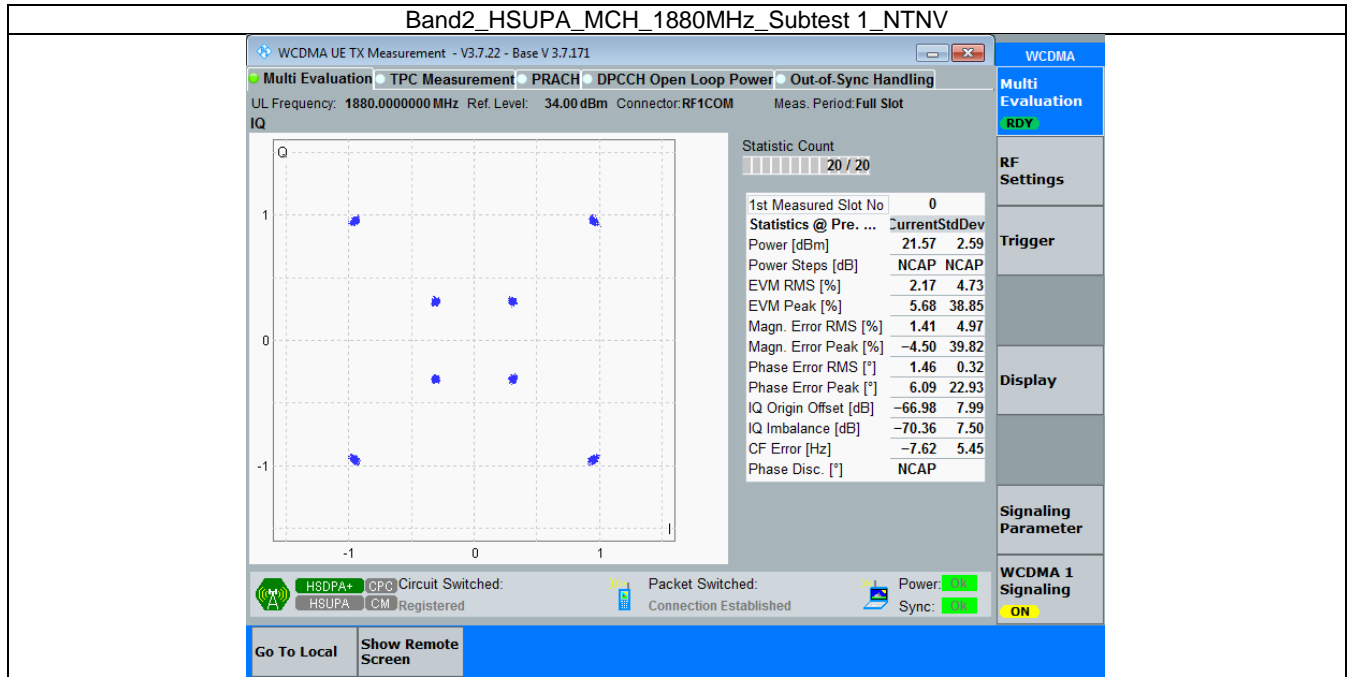 Band2_HSUPA_MCH_1880MHz_Subtest 1_NTNV
WCDMA UE TX Measurement - V3.7.22 - Base V 3.7.171
WCDMA
Multi Evaluation TPC Measurement PRACH DPCCH Open Loop Power Out-of-Sync Handling
UL Frequency: 1880.0000000 MHz Ref. Level: 34.00 dBm Connector:RF1COM Meas. Period:Full Slot
IQ
Q
1
0
-1
-1 0 1
I
Statistic Count
20 / 20
1st Measured Slot No 0
Statistics @ Pre. ... CurrentStdDev
Power [dBm] 21.57 2.59
Power Steps [dB] NCAP NCAP
EVM RMS [%] 2.17 4.73
EVM Peak [%] 5.68 38.85
Magn. Error RMS [%] 1.41 4.97
Magn. Error Peak [%] −4.50 39.82
Phase Error RMS [°] 1.46 0.32
Phase Error Peak [°] 6.09 22.93
IQ Origin Offset [dB] −66.98 7.99
IQ Imbalance [dB] −70.36 7.50
CF Error [Hz] −7.62 5.45
Phase Disc. [°] NCAP
Multi
Evaluation
RDY
RF
Settings
Trigger
Display
Signaling
Parameter
WCDMA 1
Signaling
ON
HSDPA+ CPC Circuit Switched: Packet Switched: Power: OK
HSUPA CM Registered Connection Established Sync: OK
Go To Local
Show Remote
Screen